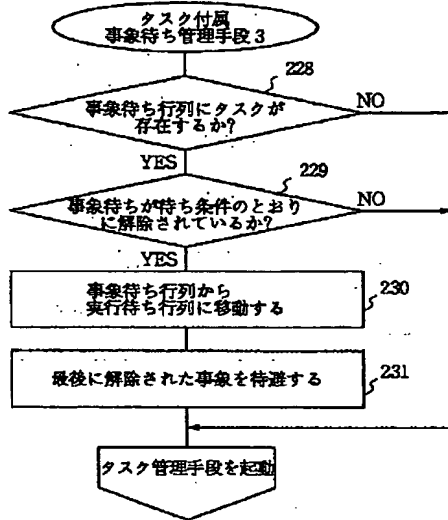 タスク付属
事象待ち管理手段3
228
事象待ち行列にタスクが
存在するか?
NO
YES
229
事象待ちが待ち条件のとおり
に解除されているか?
NO
YES
事象待ち行列から
実行待ち行列に移動する
230
最後に解除された事象を待避する
231
タスク管理手段を起動